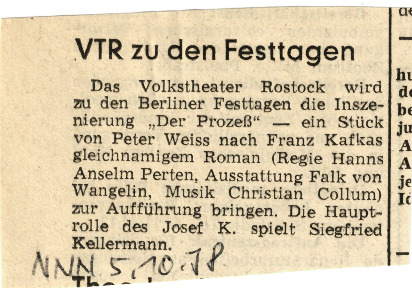 VTR zu den Festtagen
Das Volkstheater Rostock wird
zu den Berliner Festtagen die Insze-
nierung „Der Prozeß“ — ein Stück
von Peter Weiss nach Franz Kafkas
gleichnamigem Roman (Regie Hanns
Anselm Perten, Ausstattung Falk von
Wangelin, Musik Christian Collum)
zur Aufführung bringen. Die Haupt-
rolle des Josef K. spielt Siegfried
Kellermann.
NNN 5.10.78